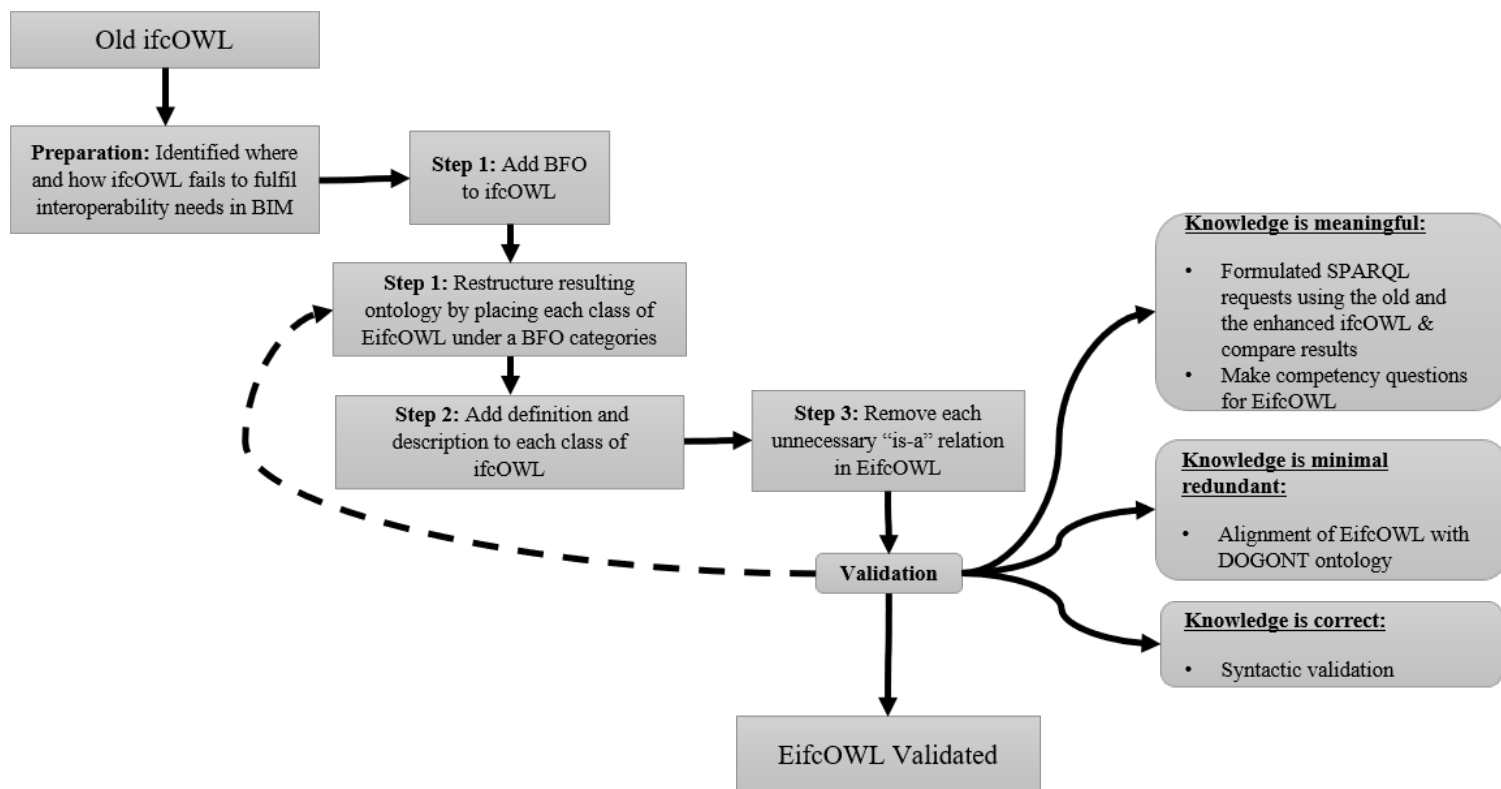 Old ifcOWL
Preparation: Identified where
and how ifcOWL fails to fulfil
interoperability needs in BIM
Step 1: Add BFO
to ifcOWL
Step 1: Restructure resulting
ontology by placing each class of
EifcOWL under a BFO categories
Step 2: Add definition and
description to each class of
ifcOWL
Step 3: Remove each
unnecessary “is-a” relation
in EifcOWL
Validation
EifcOWL Validated
Knowledge is meaningful:
• Formulated SPARQL
requests using the old and
the enhanced ifcOWL &
compare results
• Make competency questions
for EifcOWL
Knowledge is minimal
redundant:
• Alignment of EifcOWL with
DOGONT ontology
Knowledge is correct:
• Syntactic validation